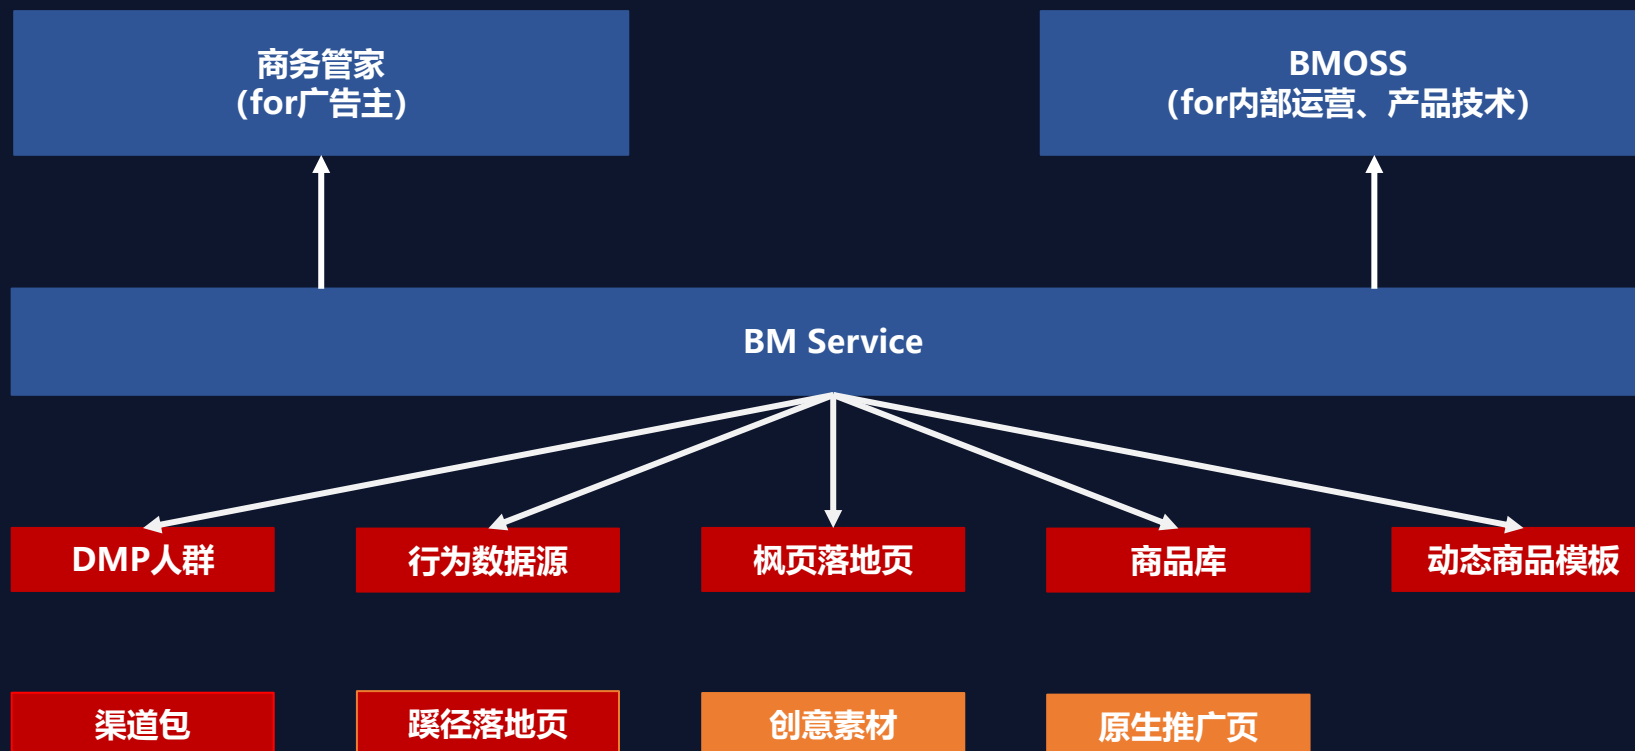 商务管家
（for广告主）
BMOSS
（for内部运营、产品技术）
BM Service
DMP人群
行为数据源
枫页落地页
商品库
动态商品模板
渠道包
蹊径落地页
创意素材
原生推广页